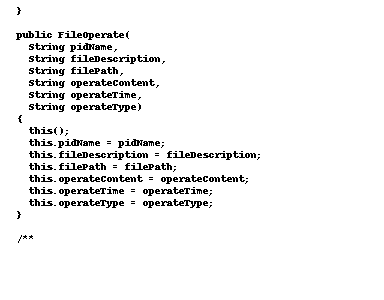 }
public FileOperate(
String pidName,
String fileDescription,
String filePath,
String operateContent,
String operateTime,
String operateType)
{
this();
this.pidName = pidName;
this.fileDescription = fileDescription;
this.filePath = filePath;
this.operateContent = operateContent;
this.operateTime = operateTime;
this.operateType = operateType;
}
/**